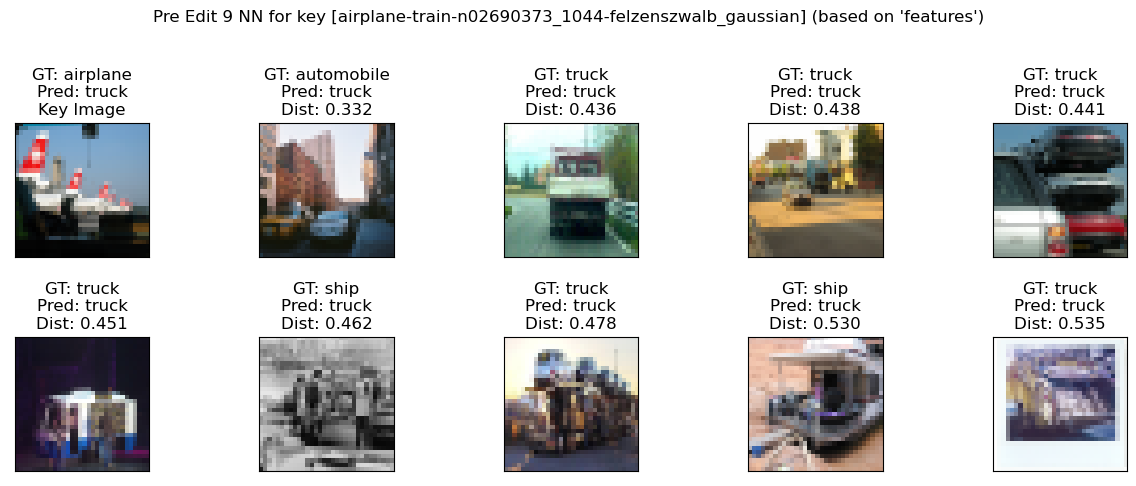 Pre Edit 9 NN for key [airplane-train-n02690373_1044-felzenszwalb_gaussian] (based on 'features')
GT: airplane
Pred: truck
Key Image
GT: automobile
Pred: truck
Dist: 0.332
GT: truck
Pred: truck
Dist: 0.436
GT: truck
Pred: truck
Dist: 0.438
GT: truck
Pred: truck
Dist: 0.441
GT: truck
Pred: truck
Dist: 0.451
GT: ship
Pred: truck
Dist: 0.462
GT: truck
Pred: truck
Dist: 0.478
GT: ship
Pred: truck
Dist: 0.530
GT: truck
Pred: truck
Dist: 0.535